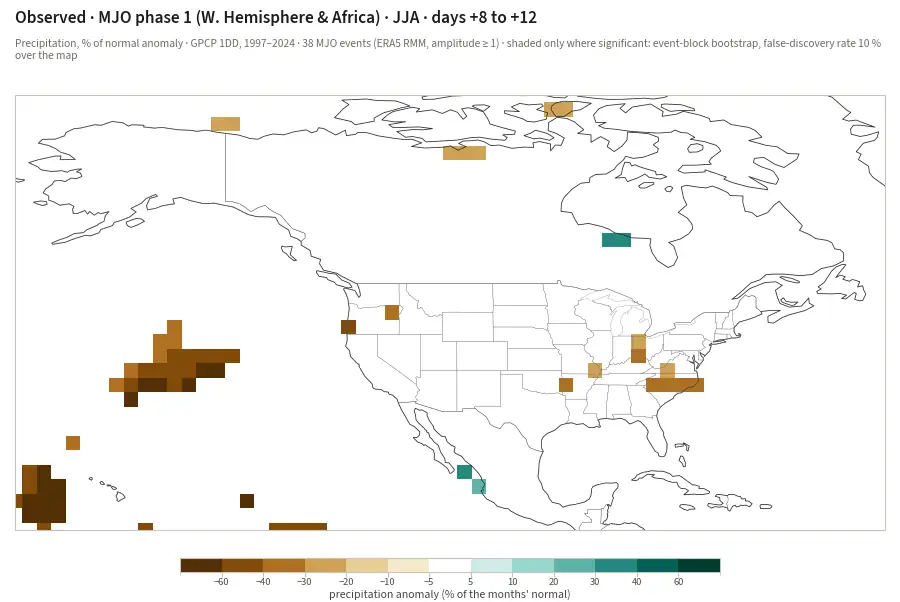 Observed · MJO phase 1 (W. Hemisphere & Africa) · JJA · days +8 to +12
Precipitation, % of normal anomaly · GPCP 1DD, 1997–2024 · 38 MJO events (ERA5 RMM, amplitude ≥ 1) · shaded only where significant: event-block bootstrap, false-discovery rate 10 %
over the map
−60 −40 −30 −20 −10 −5 5 10 20 30 40 60
precipitation anomaly (% of the months' normal)